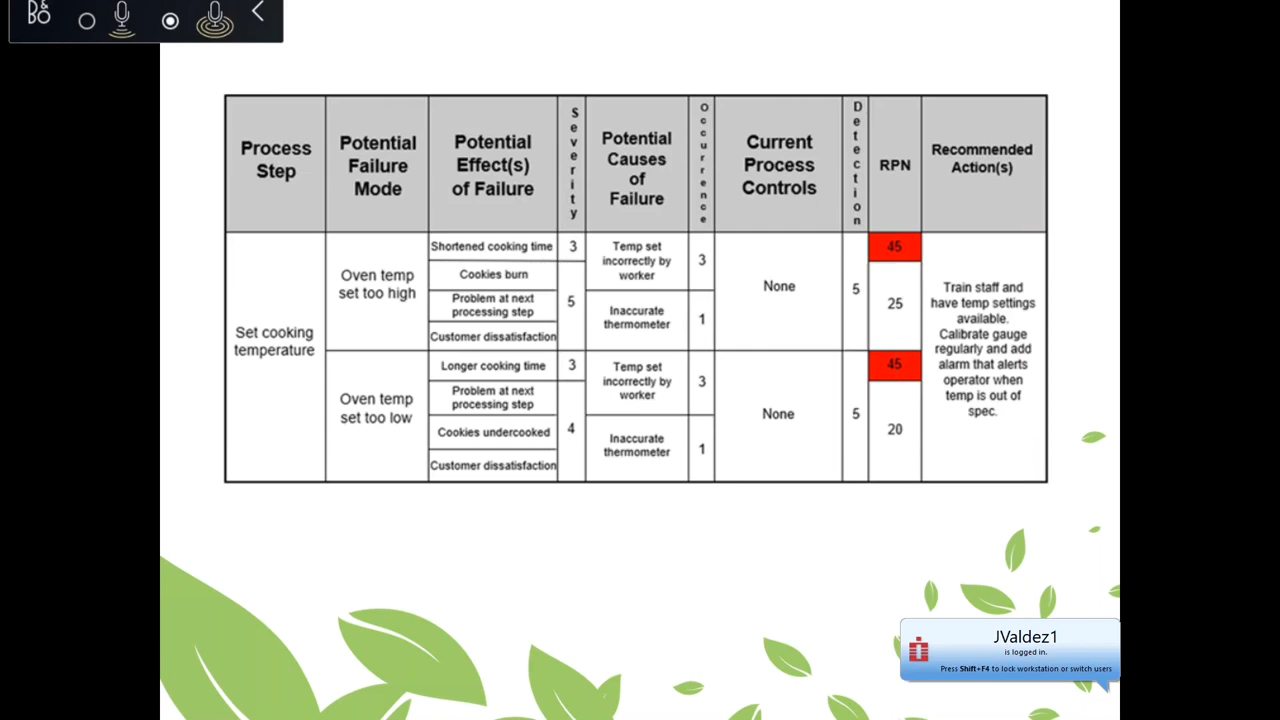 B&O
Process
Step
Potential
Failure
Mode
Potential
Effect(s)
of Failure
Severity
Potential
Causes
of
Failure
Occurrence
Current
Process
Controls
Detection
RPN
Recommended
Action(s)
Set cooking
temperature
Oven temp
set too high
Shortened cooking time
3
Cookies burn
Problem at next
processing step
Customer dissatisfaction
5
Temp set
incorrectly by
worker
3
Inaccurate
thermometer
1
None
5
45
25
Oven temp
set too low
Longer cooking time
3
Problem at next
processing step
Cookies undercooked
Customer dissatisfaction
4
Temp set
incorrectly by
worker
3
Inaccurate
thermometer
1
None
5
45
20
Train staff and
have temp settings
available.
Calibrate gauge
regularly and add
alarm that alerts
operator when
temp is out of
spec.
JValdez1
is logged in.
Press Shift+F4 to lock workstation or switch users